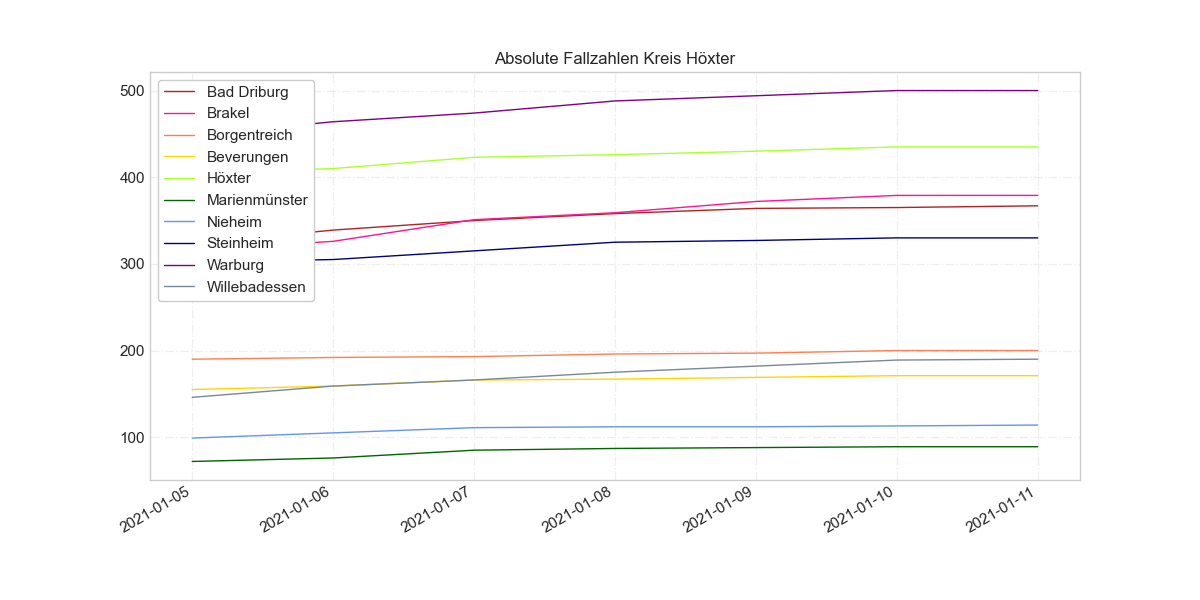 Absolute Fallzahlen Kreis Höxter
Bad Driburg
Brakel
Borgentreich
Beverungen
Höxter
Marienmünster
Nieheim
Steinheim
Warburg
Willebadessen
500
400
300
200
100
2021-01-05
2021-01-06
2021-01-07
2021-01-08
2021-01-09
2021-01-10
2021-01-11